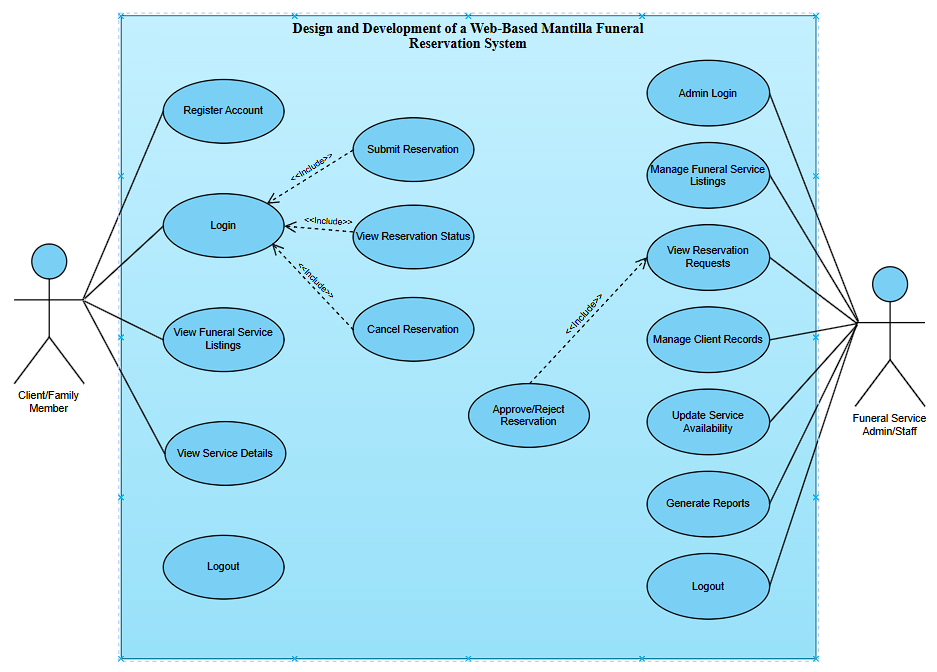 Design and Development of a Web-Based Mantilla Funeral
Reservation System
Register Account
Login
View Funeral Service
Listings
View Service Details
Logout
Submit Reservation
<<Include>>
View Reservation Status
<<Include>>
Cancel Reservation
<<Include>>
Approve/Reject
Reservation
<<Include>>
Admin Login
Manage Funeral Service
Listings
View Reservation
Requests
Manage Client Records
Update Service
Availability
Generate Reports
Logout
Client/Family
Member
Funeral Service
Admin/Staff